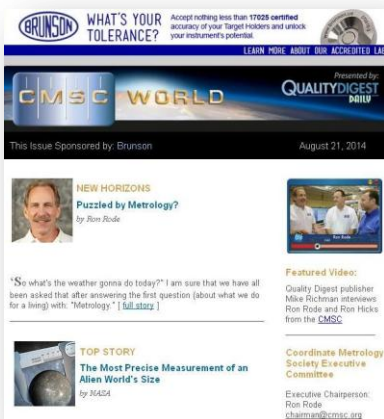 BRUNSON
WHAT'S YOUR
TOLERANCE?
Accept nothing less than 17025 certified
accuracy of your Target Holders and unlock
your instrument's potential.
LEARN MORE ABOUT OUR ACCREDITED LAB
CMSC WORLD
Presented by:
QUALITYDIGEST
DAILY
This Issue Sponsored by: Brunson
August 21, 2014
NEW HORIZONS
Puzzled by Metrology?
by Ron Rode
"So what's the weather gonna do today?" I am sure that we have all
been asked that after answering the first question (about what we do
for a living) with: "Metrology." [ full story ]
TOP STORY
The Most Precise Measurement of an
Alien World's Size
by NASA
Ron Rode
Featured Video:
Quality Digest publisher
Mike Richman interviews
Ron Rode and Ron Hicks
from the CMSC
Coordinate Metrology
Society Executive
Committee
Executive Chairperson:
Ron Rode
chairman@cmsc.org